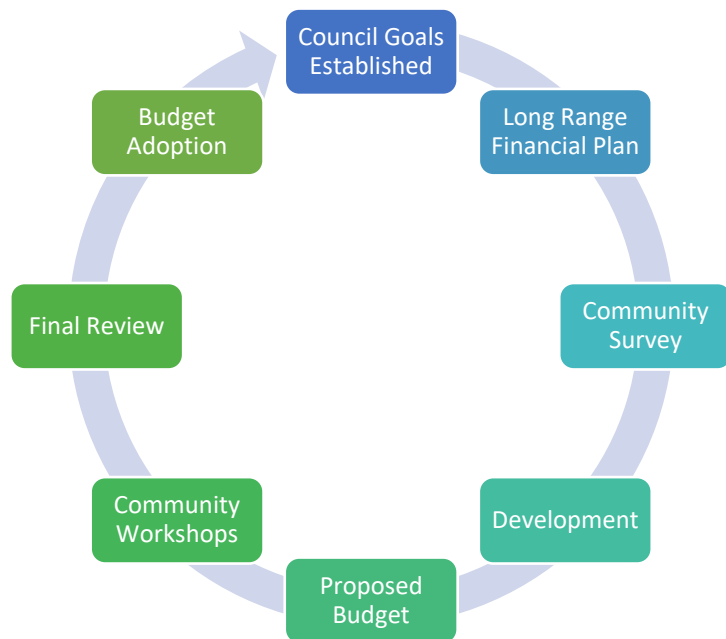 Council Goals
Established
Long Range
Financial Plan
Community
Survey
Development
Proposed
Budget
Community
Workshops
Final Review
Budget
Adoption